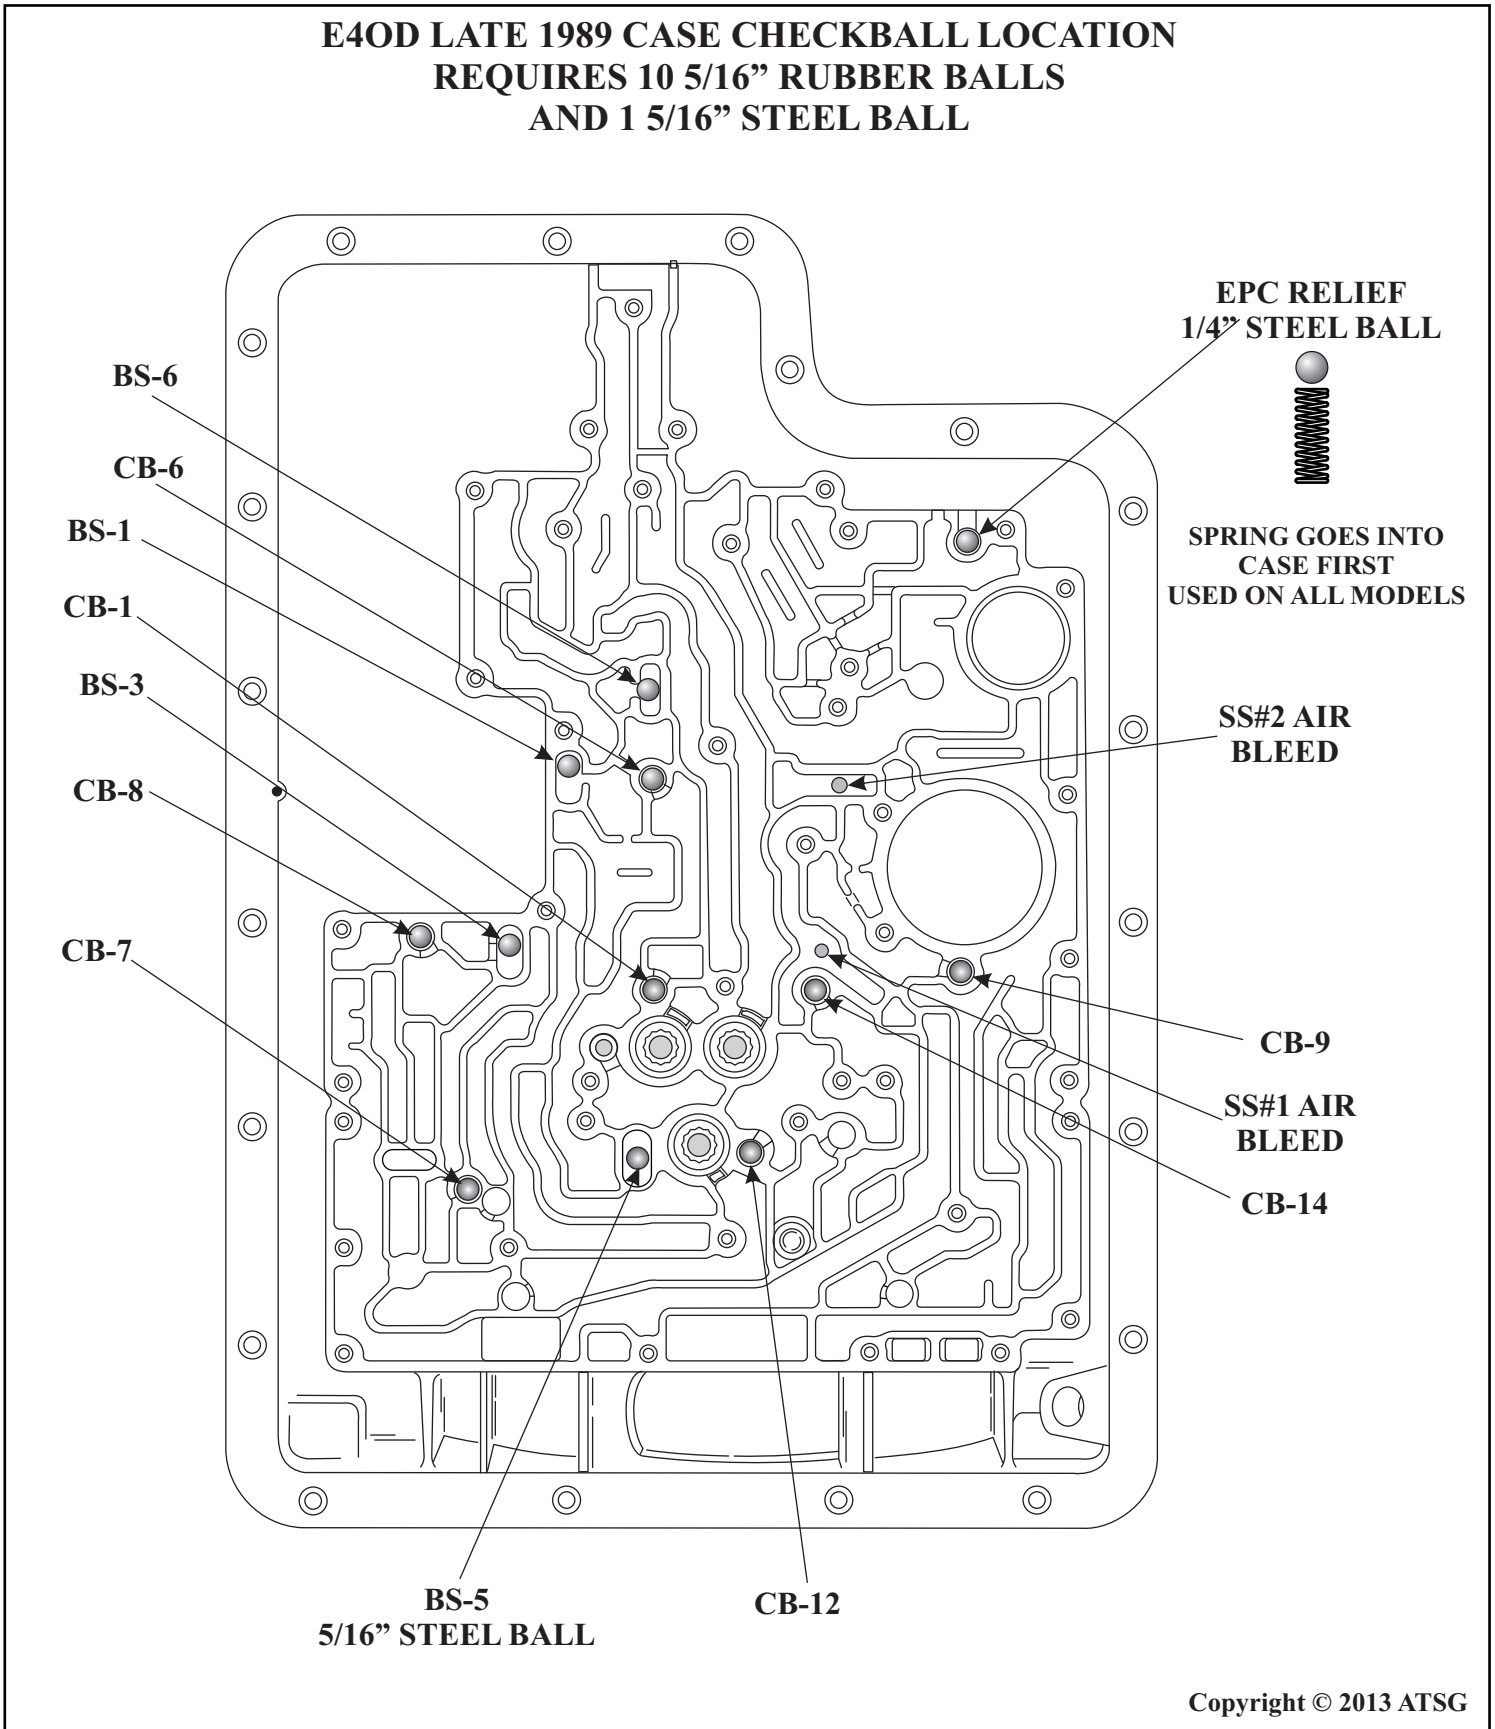 E4OD LATE 1989 CASE CHECKBALL LOCATION
REQUIRES 10 5/16” RUBBER BALLS
AND 1 5/16” STEEL BALL
EPC RELIEF
1/4” STEEL BALL
SPRING GOES INTO
CASE FIRST
USED ON ALL MODELS
BS-6
CB-6
BS-1
CB-1
BS-3
CB-8
CB-7
SS#2 AIR
BLEED
CB-9
SS#1 AIR
BLEED
CB-14
BS-5
5/16” STEEL BALL
CB-12
Copyright © 2013 ATSG